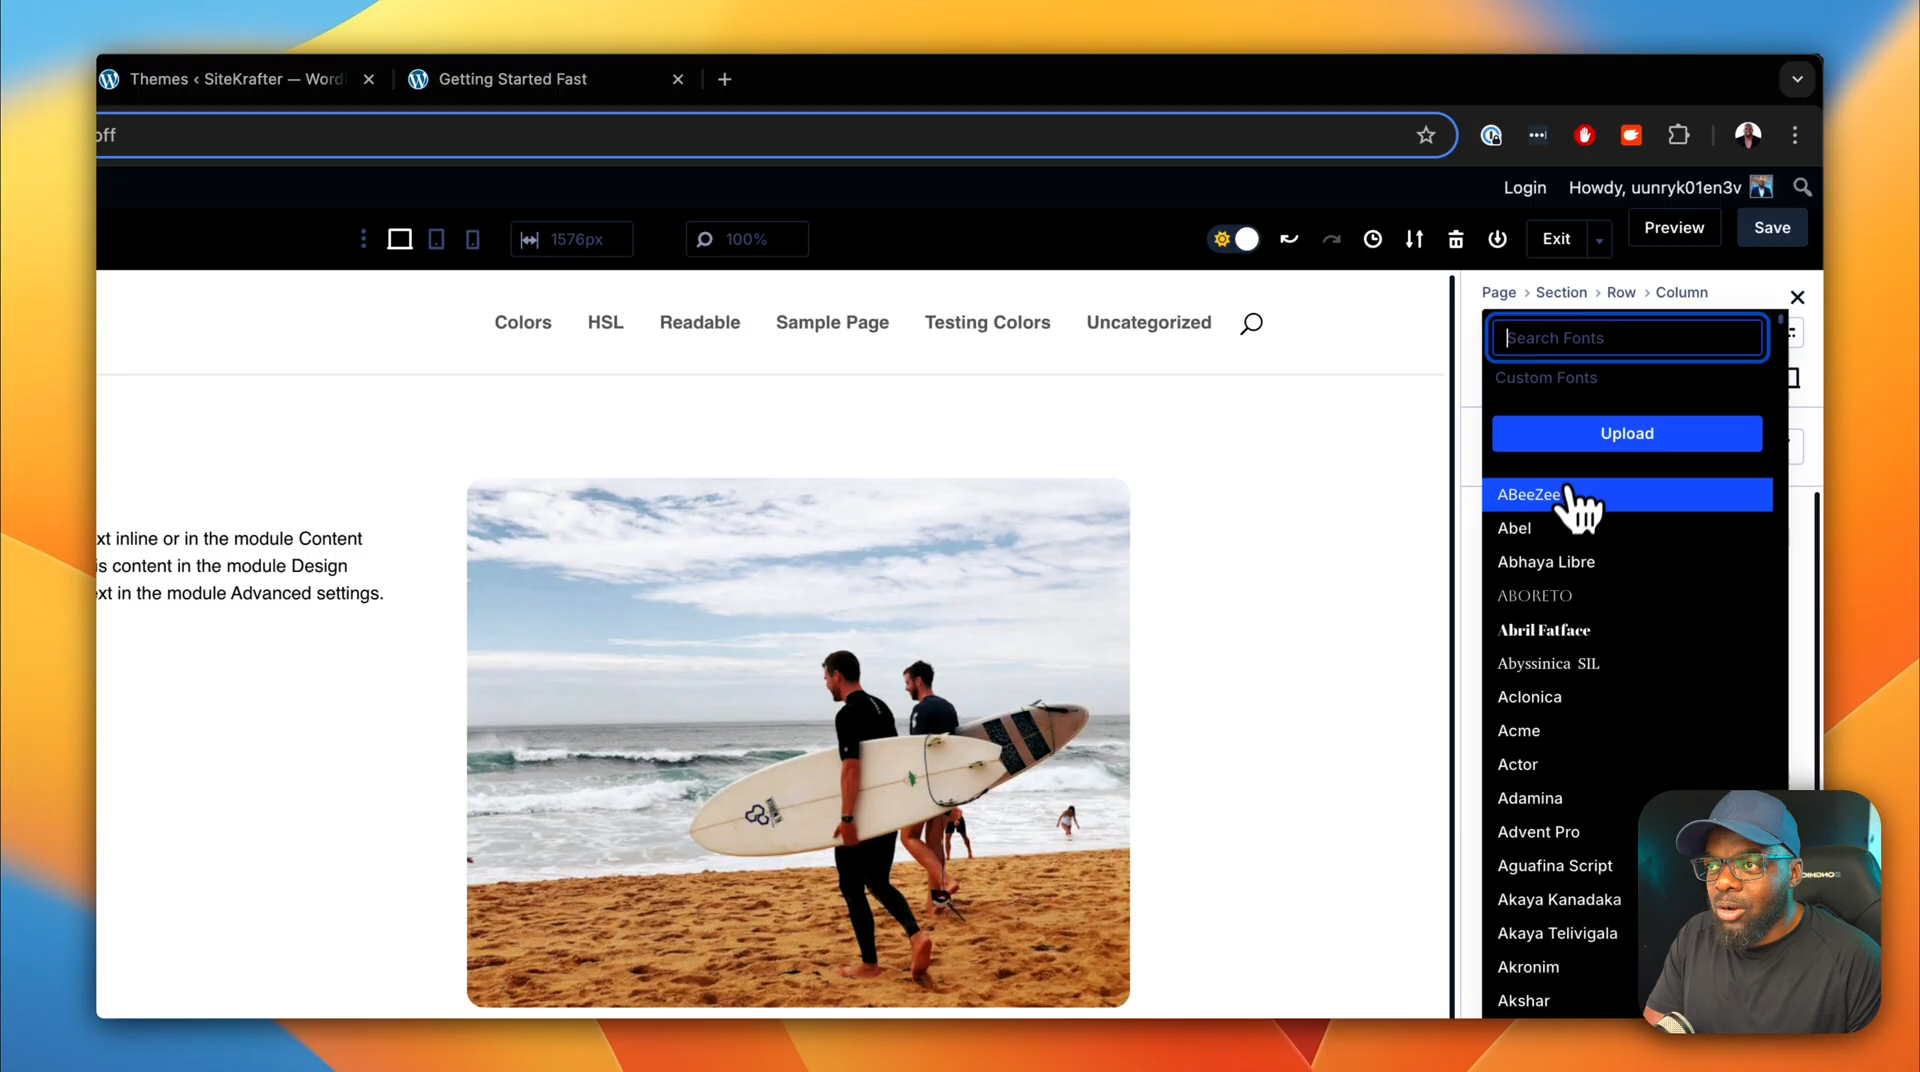 Themes ‹ SiteKrafter — Word
Getting Started Fast
off
Login
Howdy, uunryk01en3v
1576px
100%
Exit
Preview
Save
Colors
HSL
Readable
Sample Page
Testing Colors
Uncategorized
Page › Section › Row › Column
Search Fonts
Custom Fonts
Upload
ABeeZee
Abel
Abhaya Libre
ABORETO
Abril Fatface
Abyssinica SIL
Aclonica
Acme
Actor
Adamina
Advent Pro
Aguafina Script
Akaya Kanadaka
Akaya Telivigala
Akronim
Akshar
xt inline or in the module Content
is content in the module Design
xt in the module Advanced settings.